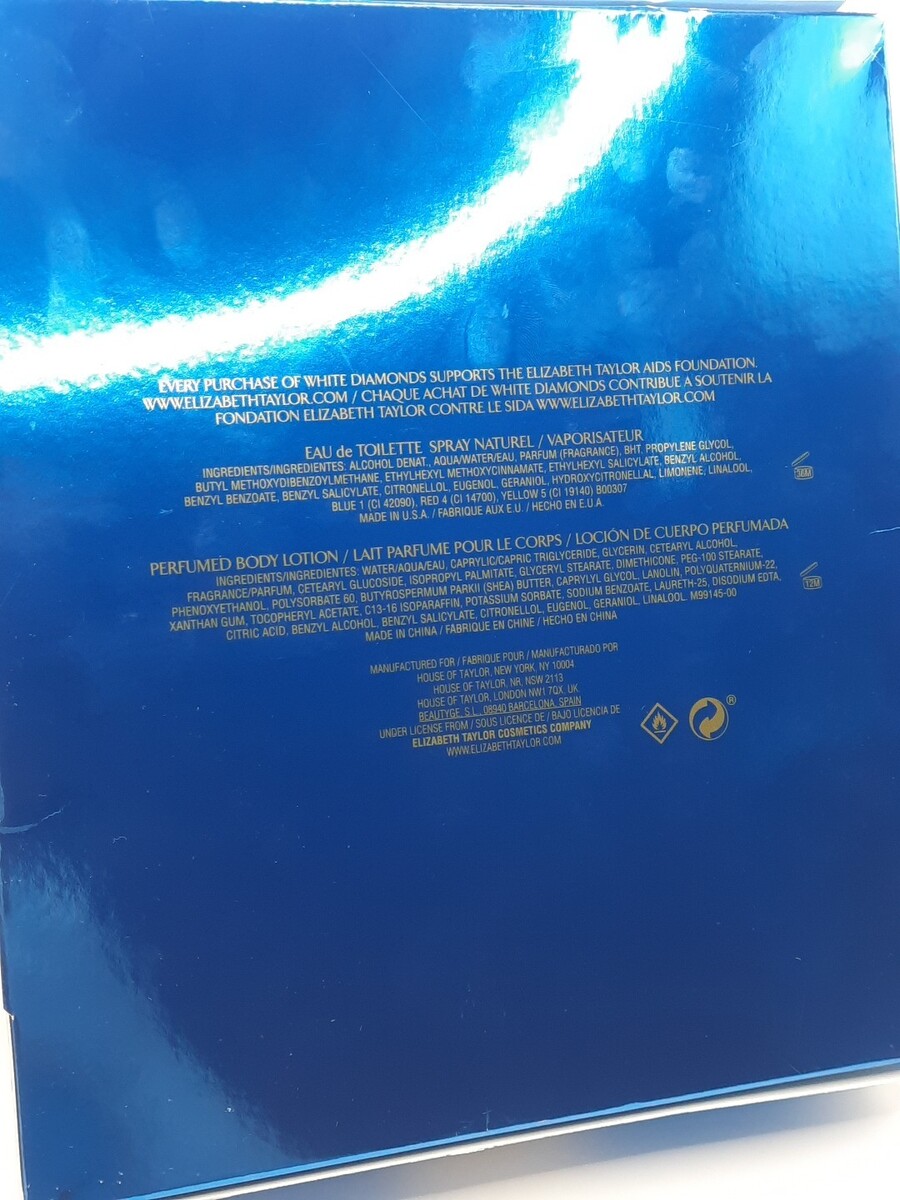 EVERY PURCHASE OF WHITE DIAMONDS SUPPORTS THE ELIZABETH TAYLOR AIDS FOUNDATION.
WWW.ELIZABETHTAYLOR.COM / CHAQUE ACHAT DE WHITE DIAMONDS CONTRIBUE A SOUTENIR LA
FONDATION ELIZABETH TAYLOR CONTRE LE SIDA WWW.ELIZABETHTAYLOR.COM
EAU de TOILETTE SPRAY NATUREL / VAPORISATEUR
INGREDIENTS/INGREDIENTES: ALCOHOL DENAT., AQUA/WATER/EAU, PARFUM (FRAGRANCE), BHT, PROPYLENE GLYCOL,
BUTYL METHOXYDIBENZOYLMETHANE, ETHYLHEXYL METHOXYCINNAMATE, ETHYLHEXYL SALICYLATE, BENZYL ALCOHOL,
BENZYL BENZOATE, BENZYL SALICYLATE, CITRONELLOL, EUGENOL, GERANIOL, HYDROXYCITRONELLAL, LIMONENE, LINALOOL,
BLUE 1 (CI 42090), RED 4 (CI 14700), YELLOW 5 (CI 19140) B00307
MADE IN U.S.A. / FABRIQUE AUX E.U. / HECHO EN E.U.A.
36M
PERFUMED BODY LOTION / LAIT PARFUME POUR LE CORPS / LOCIÓN DE CUERPO PERFUMADA
INGREDIENTS/INGREDIENTES: WATER/AQUA/EAU, CAPRYLIC/CAPRIC TRIGLYCERIDE, GLYCERIN, CETEARYL ALCOHOL,
FRAGRANCE/PARFUM, CETEARYL GLUCOSIDE, ISOPROPYL PALMITATE, GLYCERYL STEARATE, DIMETHICONE, PEG-100 STEARATE,
PHENOXYETHANOL, POLYSORBATE 60, BUTYROSPERMUM PARKII (SHEA) BUTTER, CAPRYLYL GLYCOL, LANOLIN, POLYQUATERNIUM-22,
XANTHAN GUM, TOCOPHERYL ACETATE, C13-16 ISOPARAFFIN, POTASSIUM SORBATE, SODIUM BENZOATE, LAURETH-25, DISODIUM EDTA,
CITRIC ACID, BENZYL ALCOHOL, BENZYL SALICYLATE, CITRONELLOL, EUGENOL, GERANIOL, LINALOOL. M99145-00
MADE IN CHINA / FABRIQUE EN CHINE / HECHO EN CHINA
12M
MANUFACTURED FOR / FABRIQUE POUR / MANUFACTURADO POR
HOUSE OF TAYLOR, NEW YORK, NY 10004
HOUSE OF TAYLOR, NR, NSW 2113
HOUSE OF TAYLOR, LONDON NW1 7QX, UK
BEAUTYGE, S.L., 08940 BARCELONA, SPAIN
UNDER LICENSE FROM / SOUS LICENCE DE / BAJO LICENCIA DE
ELIZABETH TAYLOR COSMETICS COMPANY
WWW.ELIZABETHTAYLOR.COM
®